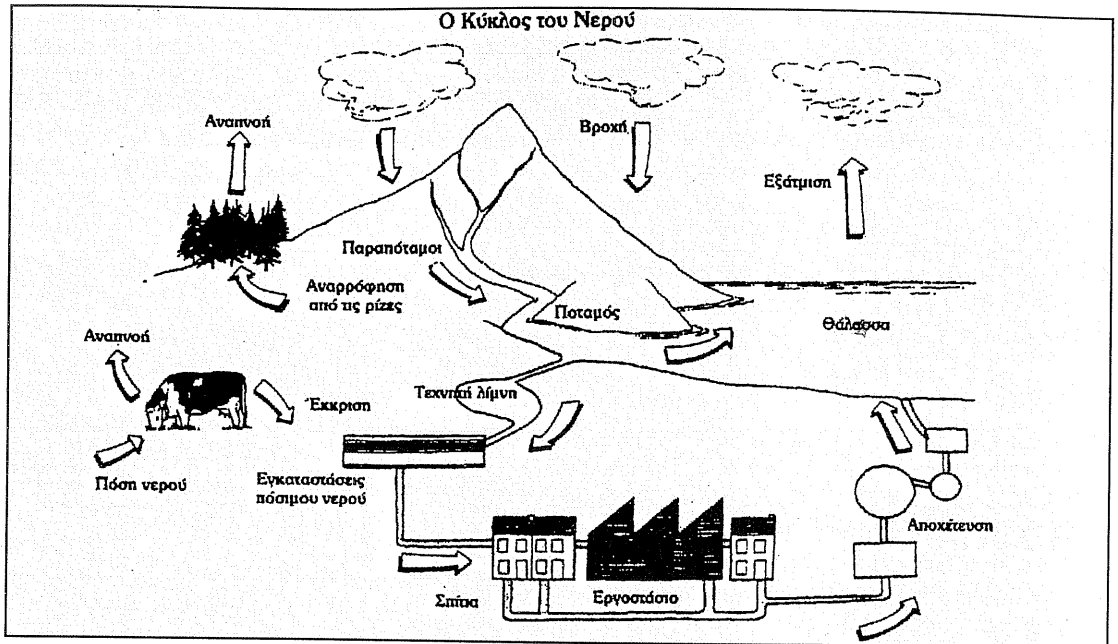 Ο Κύκλος του Νερού
Αναπνοή
Βροχή
Εξάτμιση
Παραπόταμοι
Αναρρόφηση
από τις ρίζες
Ποταμός
Θάλασσα
Αναπνοή
Έκκριση
Τεχνητή λίμνη
Πόση νερού
Εγκαταστάσεις
πόσιμου νερού
Αποχέτευση
Σπίτια
Εργοστάσιο